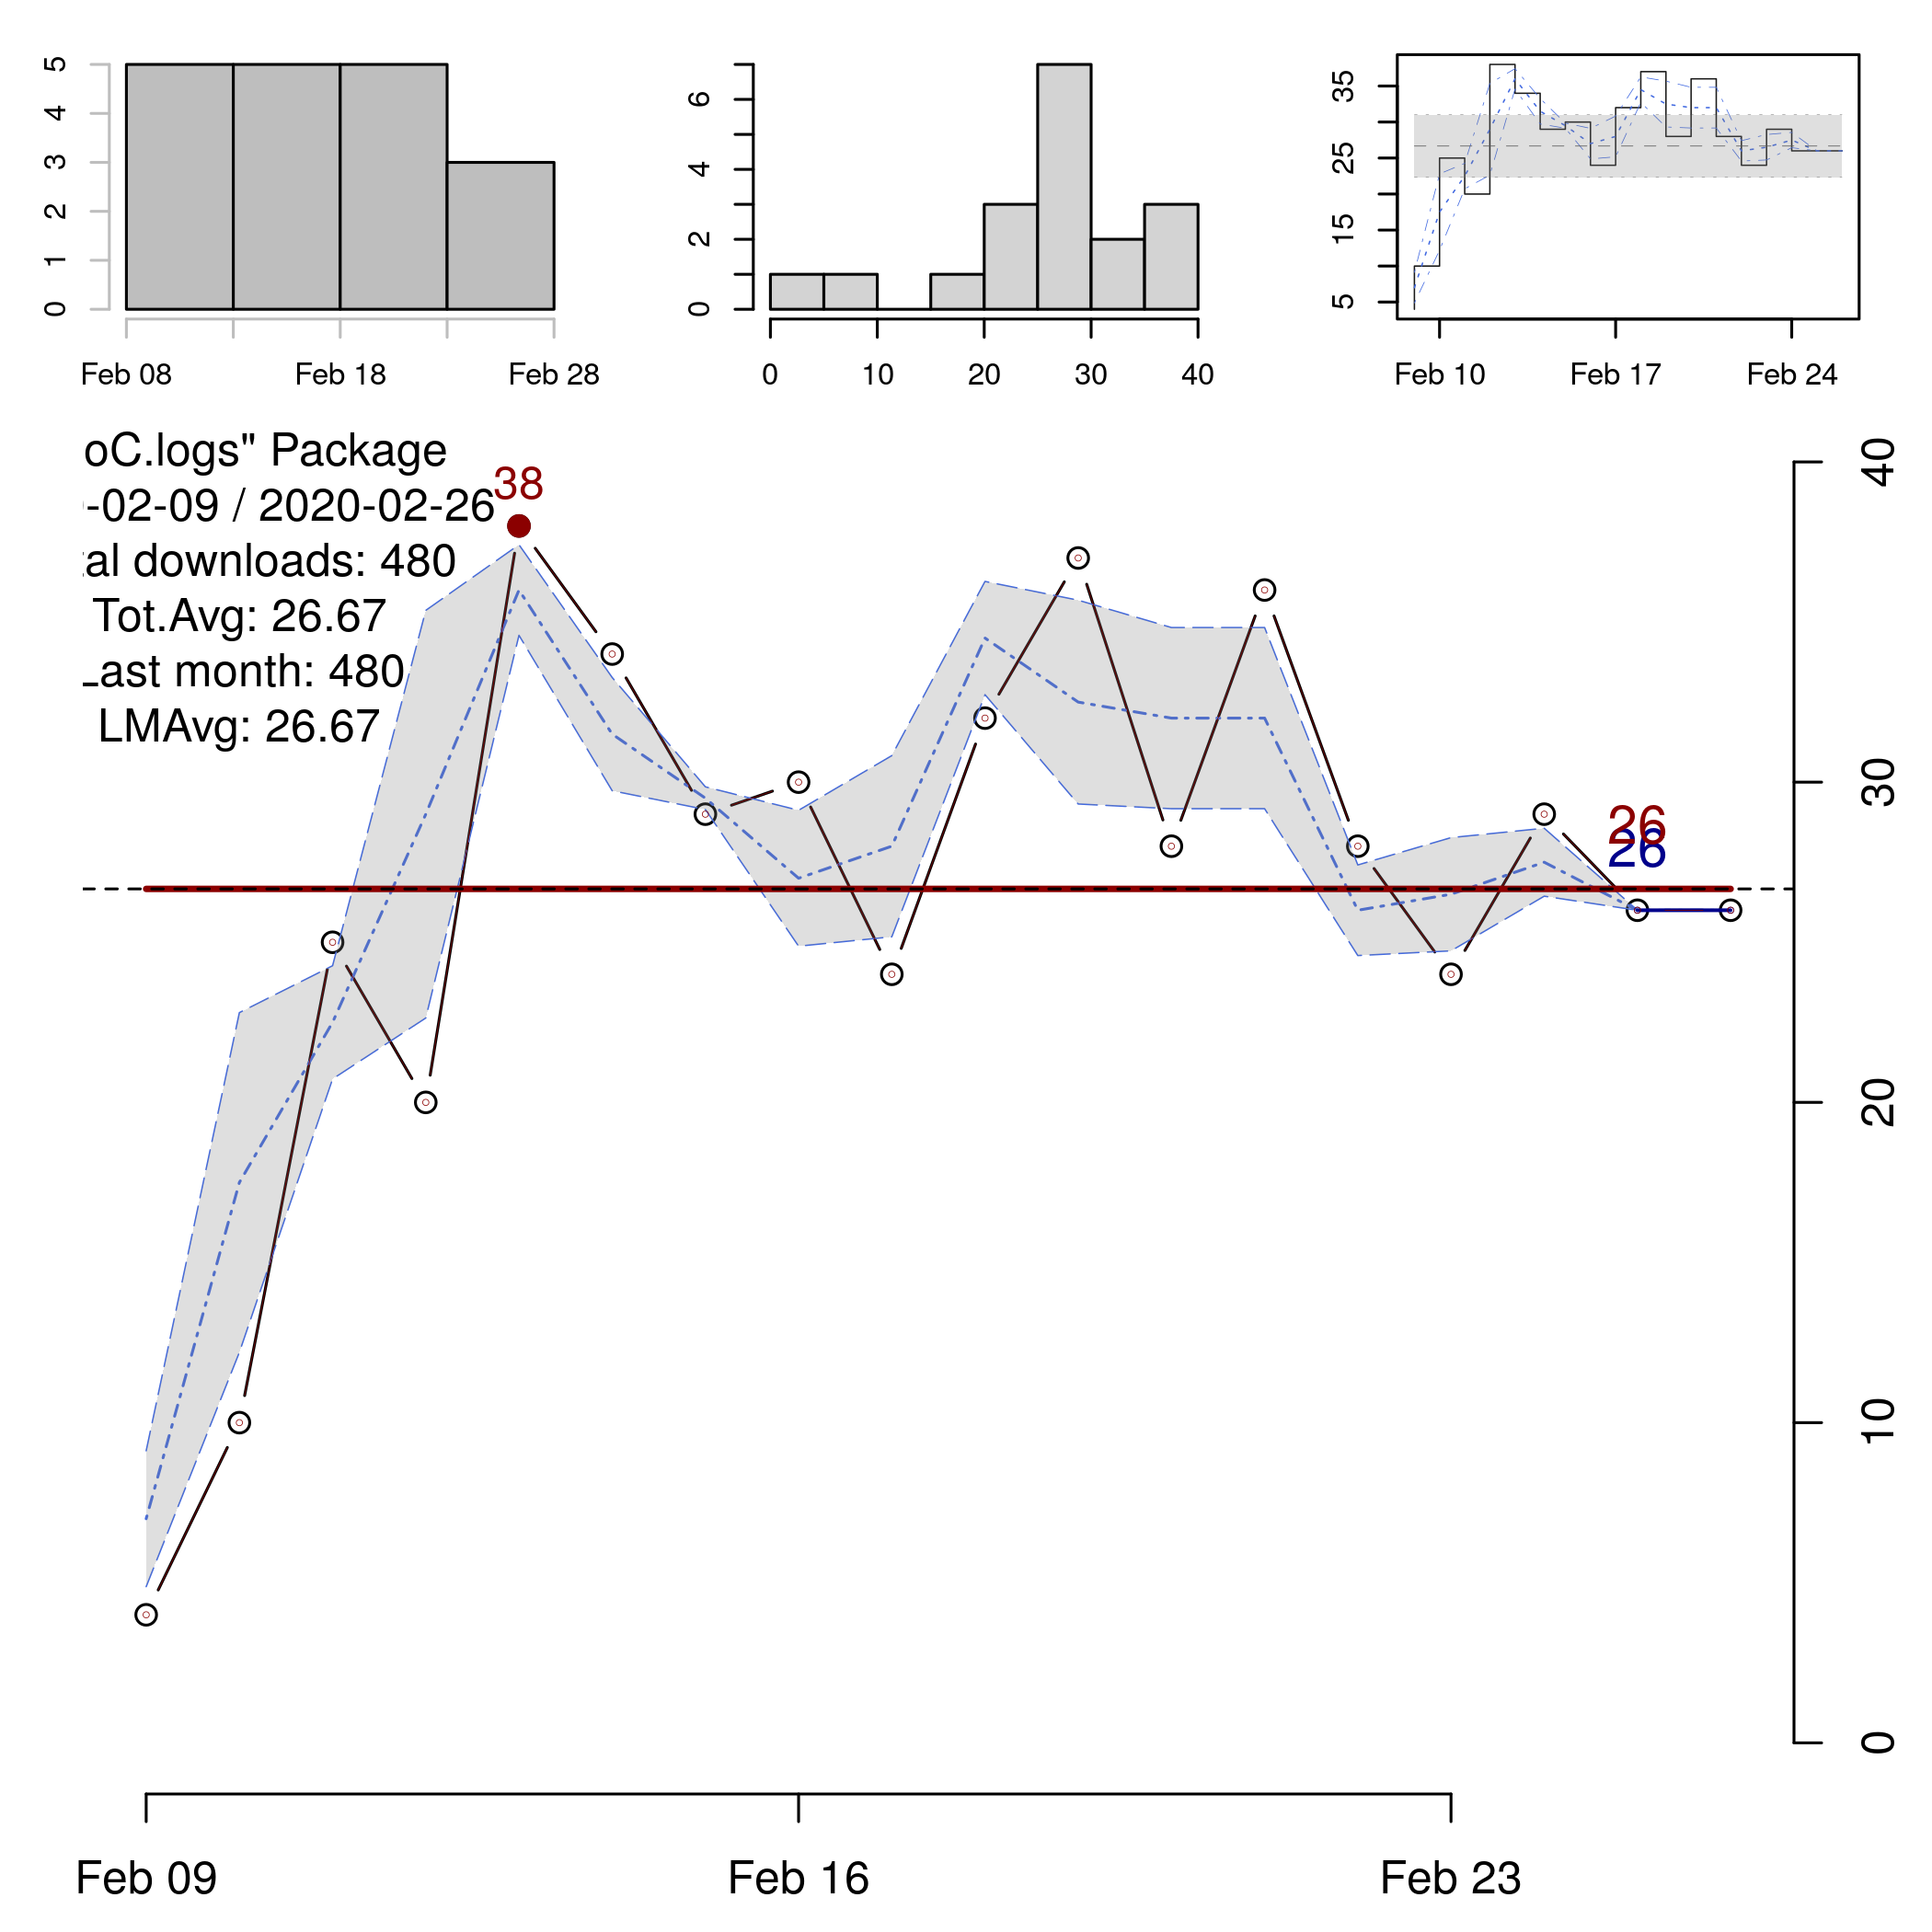 5
4
3
2
1
0
Feb 08 Feb 18 Feb 28
6
4
2
0
0 10 20 30 40
35
25
15
5
Feb 10 Feb 17 Feb 24
oC.logs" Package
-02-09 / 2020-02-26
al downloads: 480
Tot.Avg: 26.67
Last month: 480
LMAvg: 26.67
38
26
26
40
30
20
10
0
Feb 09 Feb 16 Feb 23